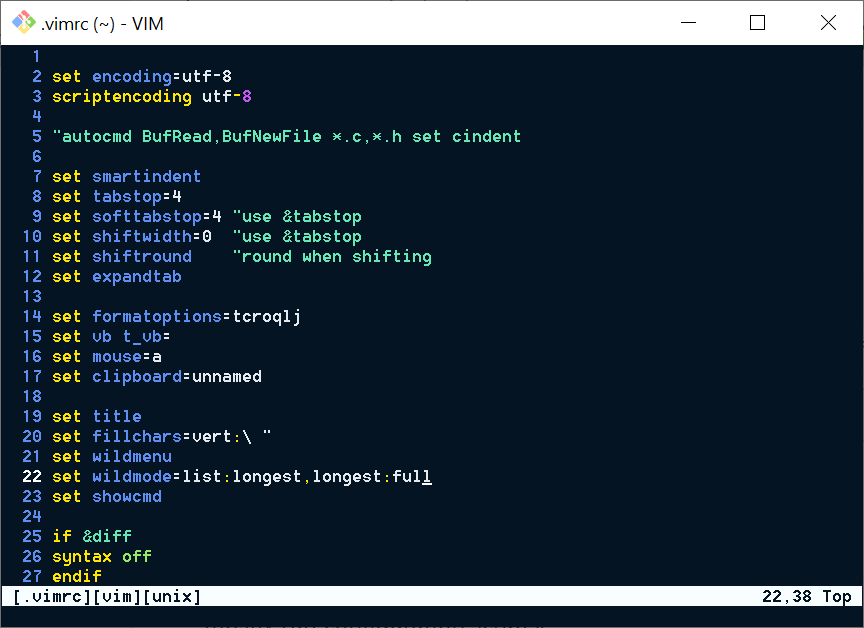 .vimrc (~) - VIM
1
2 set encoding=utf-8
3 scriptencoding utf-8
4
5 "autocmd BufRead,BufNewFile *.c,*.h set cindent
6
7 set smartindent
8 set tabstop=4
9 set softtabstop=4 "use &tabstop
10 set shiftwidth=0  "use &tabstop
11 set shiftround    "round when shifting
12 set expandtab
13
14 set formatoptions=tcroqlj
15 set vb t_vb=
16 set mouse=a
17 set clipboard=unnamed
18
19 set title
20 set fillchars=vert:\ "
21 set wildmenu
22 set wildmode=list:longest,longest:full
23 set showcmd
24
25 if &diff
26 syntax off
27 endif
[.vimrc][vim][unix] 22,38 Top